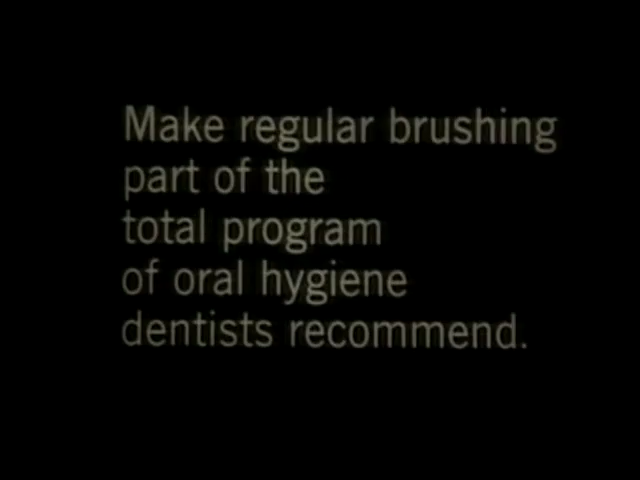 Make regular brushing
part of the
total program
of oral hygiene
dentists recommend.